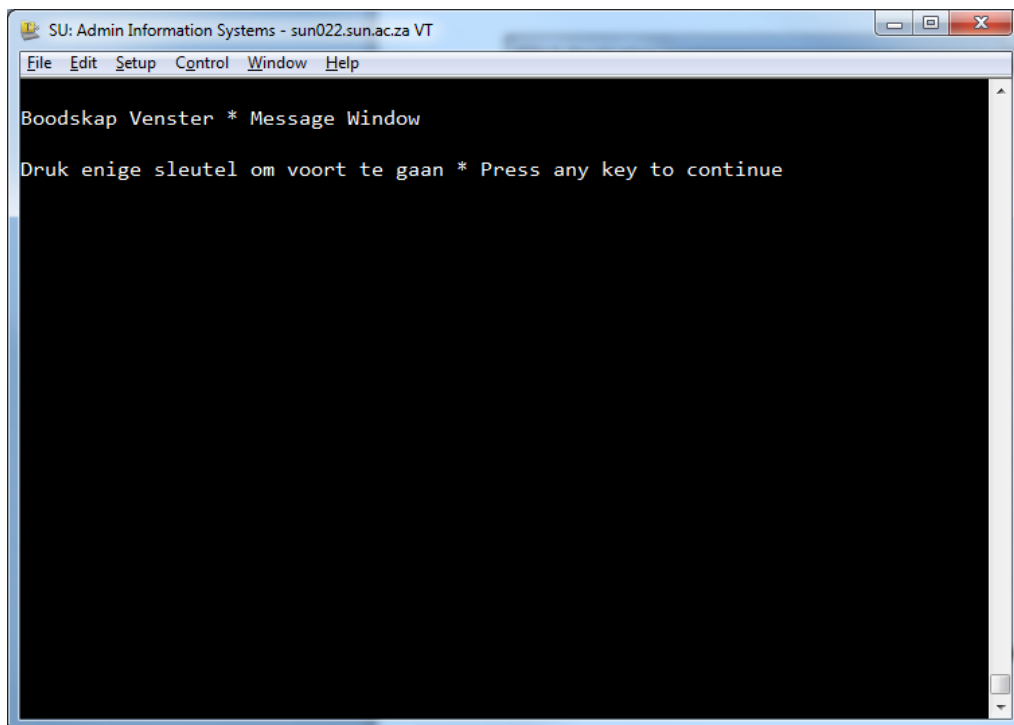 SU: Admin Information Systems - sun022.sun.ac.za VT
File Edit Setup Control Window Help
Boodskap Venster * Message Window
Druk enige sleutel om voort te gaan * Press any key to continue